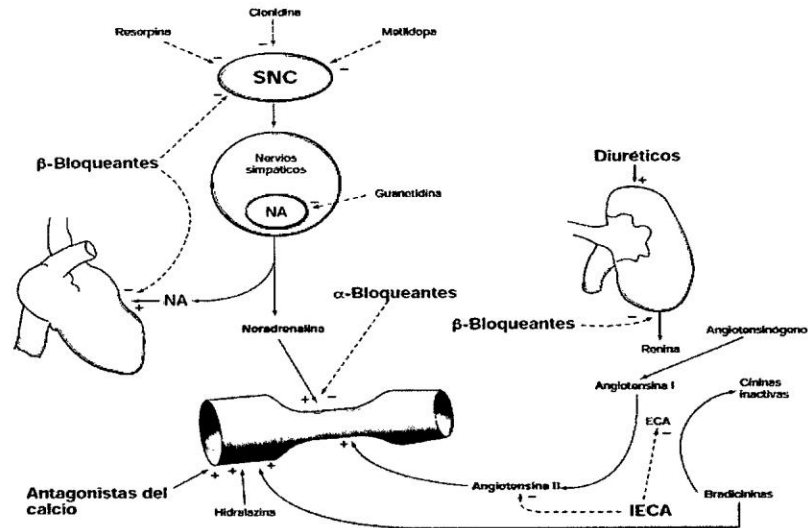 Clonidina
Resorpina
Metildopa
SNC
β-Bloqueantes
Nervios
simpáticos
NA
Guanetidina
Diuréticos
+
NA
α-Bloqueantes
Noradrenalina
β-Bloqueantes
Renina
Angiotensinógeno
Angiotensina I
Cininas
inactivas
ECA
Angiotensina II
IECA
Bradicininas
Antagonistas del
calcio
Hidralazina